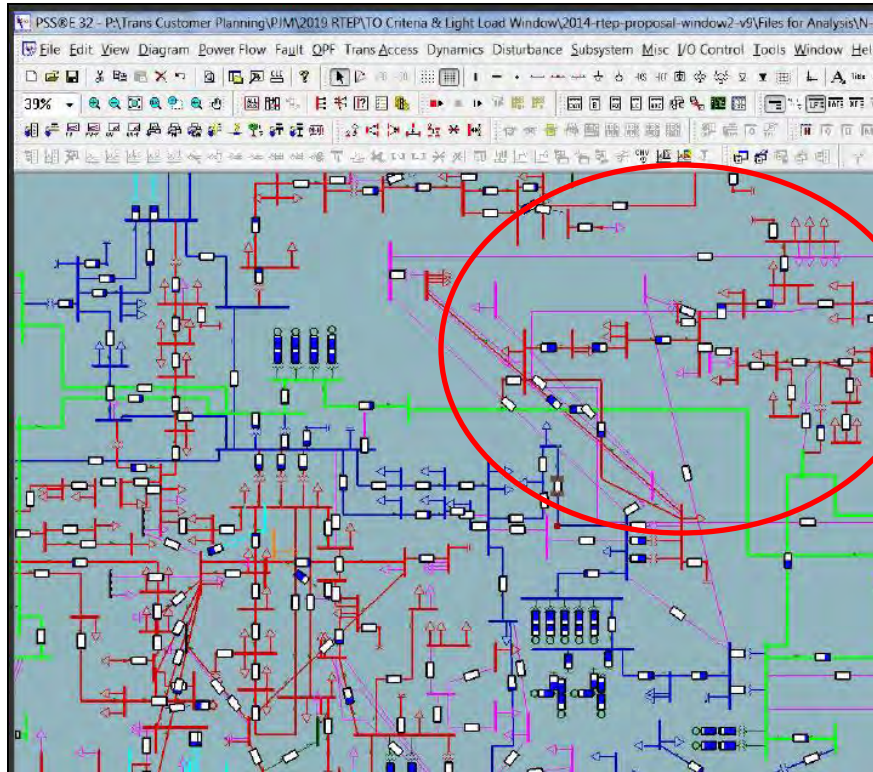 PSS®E 32 - P:\Trans Customer Planning\PJM\2019 RTEP\TO Criteria & Light Load Window\2014-rtep-proposal-window2-v9\Files for Analysis\N-
File Edit View Diagram Power Flow Fault OPF Trans Access Dynamics Disturbance Subsystem Misc I/O Control Tools Window Hel
39%